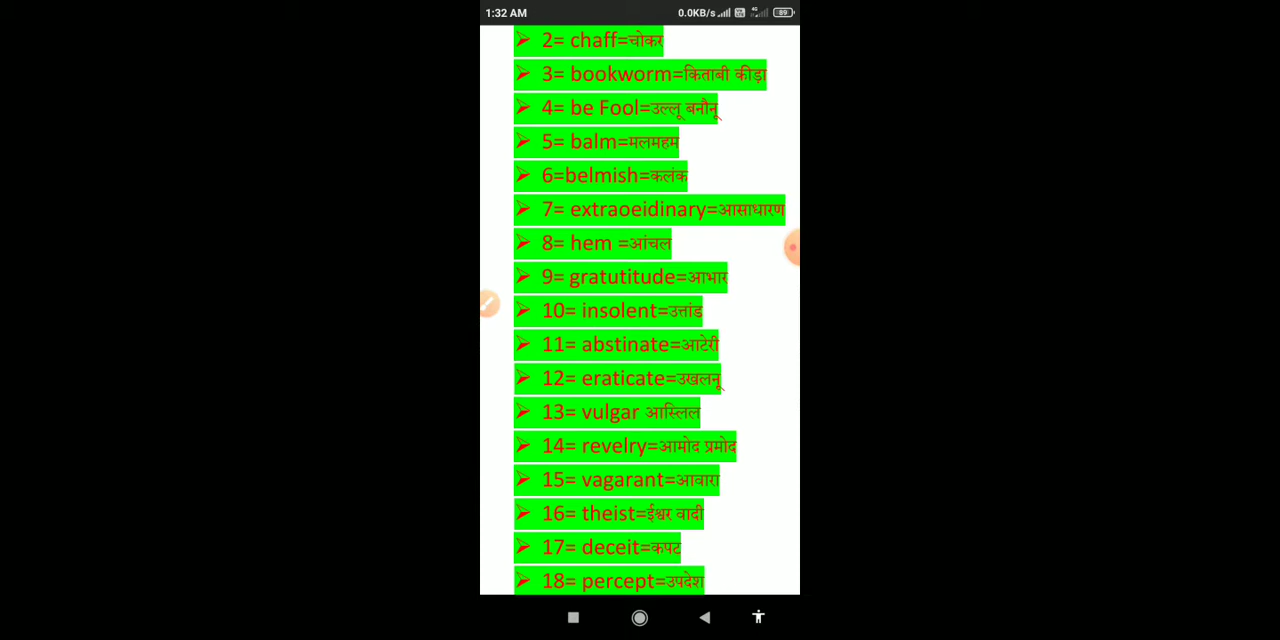 1:32 AM 0.0KB/s 4G 89
➢ 2= chaff=चोकर
➢ 3= bookworm=किताबी कीड़ा
➢ 4= be Fool=उल्लू बनौनू
➢ 5= balm=मलमहम
➢ 6=belmish=कलंक
➢ 7= extraoeidinary=आसाधारण
➢ 8= hem =आंचल
➢ 9= gratutitude=आभार
➢ 10= insolent=उत्तांड
➢ 11= abstinate=आटेरी
➢ 12= eraticate=उखलनू
➢ 13= vulgar आस्लिल
➢ 14= revelry=आमोद प्रमोद
➢ 15= vagarant=आवारा
➢ 16= theist=ईश्वर वादी
➢ 17= deceit=कपट
➢ 18= percept=उपदेश